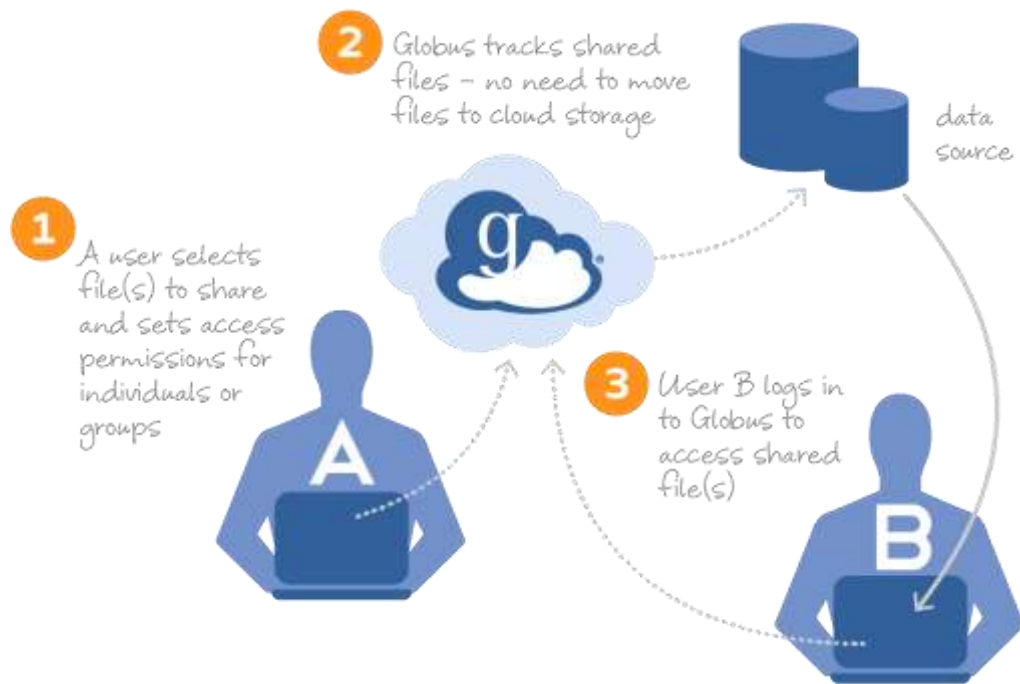 1
A user selects
file(s) to share
and sets access
permissions for
individuals or
groups
2
Globus tracks shared
files – no need to move
files to cloud storage
data
source
g
3
User B logs in
to Globus to
access shared
file(s)
A
B